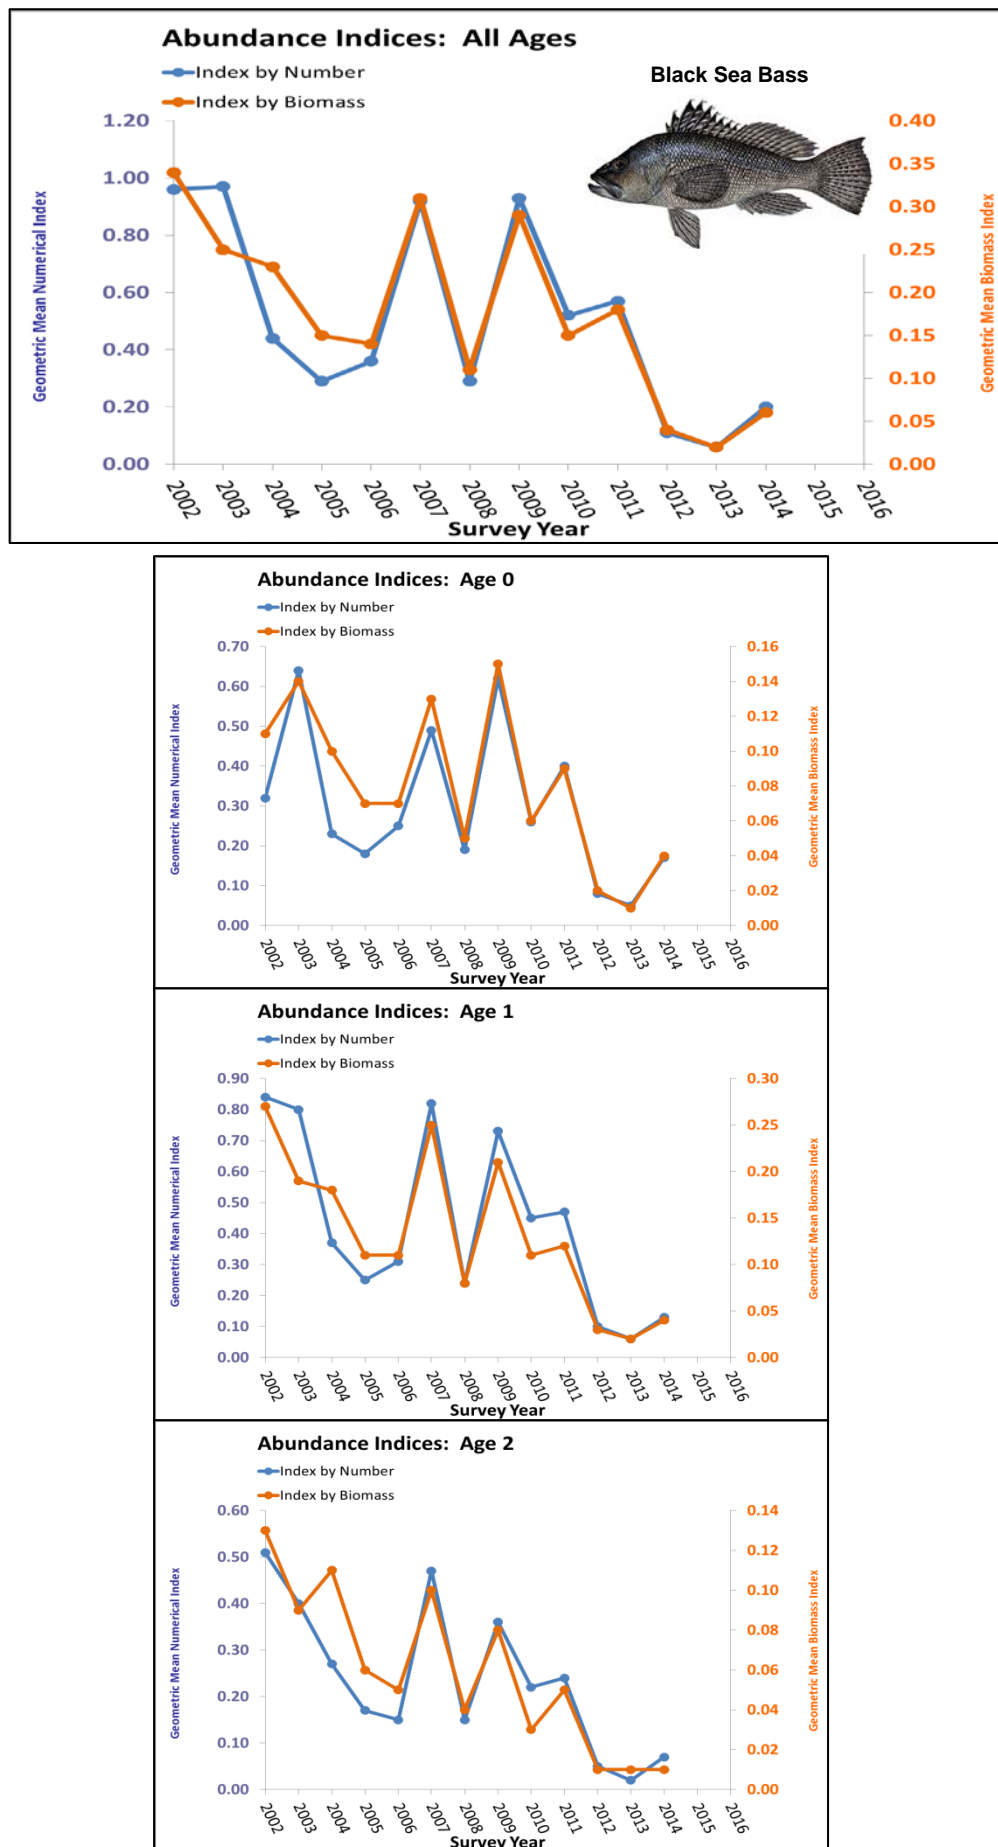 Abundance Indices: All Ages
Index by Number
Index by Biomass
Black Sea Bass
1.20
1.00
0.80
0.60
0.40
0.20
0.00
Geometric Mean Numerical Index
0.40
0.35
0.30
0.25
0.20
0.15
0.10
0.05
0.00
Geometric Mean Biomass Index
2002 2003 2004 2005 2006 2007 2008 2009 2010 2011 2012 2013 2014 2015 2016
Survey Year
Abundance Indices: Age 0
Index by Number
Index by Biomass
0.70
0.60
0.50
0.40
0.30
0.20
0.10
0.00
Geometric Mean Numerical Index
0.16
0.14
0.12
0.10
0.08
0.06
0.04
0.02
0.00
Geometric Mean Biomass Index
2002 2003 2004 2005 2006 2007 2008 2009 2010 2011 2012 2013 2014 2015 2016
Survey Year
Abundance Indices: Age 1
Index by Number
Index by Biomass
0.90
0.80
0.70
0.60
0.50
0.40
0.30
0.20
0.10
0.00
Geometric Mean Numerical Index
0.30
0.25
0.20
0.15
0.10
0.05
0.00
Geometric Mean Biomass Index
2002 2003 2004 2005 2006 2007 2008 2009 2010 2011 2012 2013 2014 2015 2016
Survey Year
Abundance Indices: Age 2
Index by Number
Index by Biomass
0.60
0.50
0.40
0.30
0.20
0.10
0.00
Geometric Mean Numerical Index
0.14
0.12
0.10
0.08
0.06
0.04
0.02
0.00
Geometric Mean Biomass Index
2002 2003 2004 2005 2006 2007 2008 2009 2010 2011 2012 2013 2014 2015 2016
Survey Year